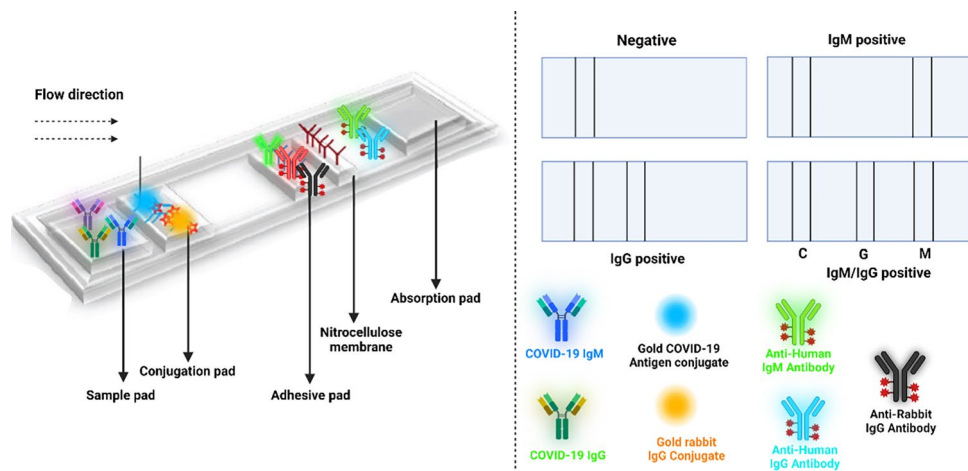 Flow direction
Sample pad
Conjugation pad
Adhesive pad
Nitrocellulose
membrane
Absorption pad
Negative
IgM positive
IgG positive
C G M
IgM/IgG positive
COVID-19 IgM
Gold COVID-19
Antigen conjugate
Anti-Human
IgM Antibody
COVID-19 IgG
Gold rabbit
IgG Conjugate
Anti-Human
IgG Antibody
Anti-Rabbit
IgG Antibody